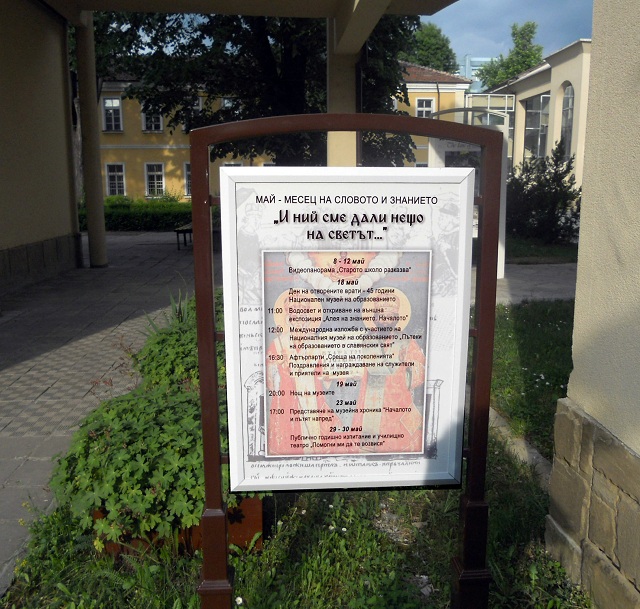 МАЙ - МЕСЕЦ НА СЛОВОТО И ЗНАНИЕТО
„И НИЙ СМЕ ДАЛИ НЕЩО
НА СВЕТЪТ..."
8 - 12 май
Видеопанорама „Старото школо разказва"
18 май
Ден на отворените врати - 45 години
Национален музей на образованието
11:00 Водосвет и откриване на външна
експозиция „Алея на знанието. Началото"
12:00 Международна изложба с участието на
Националния музей на образованието „Пътеки
на образованието в славянския свят"
16:30 Афтърпарти „Среща на поколенията"
Поздравления и награждаване на служители
и приятели на музея
19 май
20:00 Нощ на музеите
23 май
17:00 Представяне на музейна хроника "Началото
и пътят напред"
29 - 30 май
Публично годишно изпитание и училищно
театро „Помогни ми да те возвися"